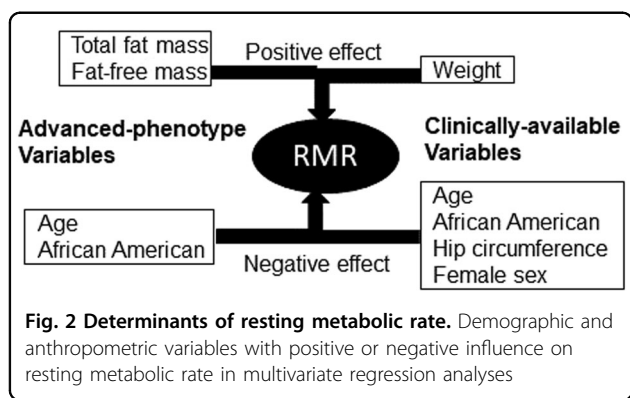 Total fat mass
Fat-free mass
Positive effect
Weight
Advanced-phenotype
Variables
RMR
Clinically-available
Variables
Age
African American
Negative effect
Age
African American
Hip circumference
Female sex
Fig. 2 Determinants of resting metabolic rate. Demographic and
anthropometric variables with positive or negative influence on
resting metabolic rate in multivariate regression analyses